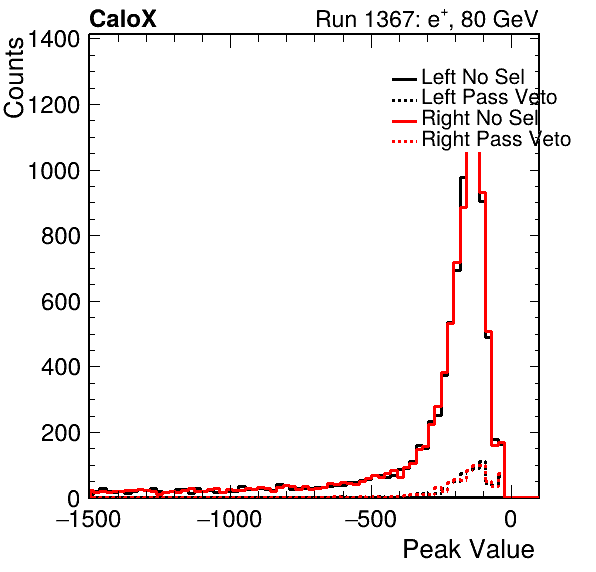 CaloX
Run 1367: e+, 80 GeV
Counts
1400
1200
1000
800
600
400
200
0
Left No Sel
Left Pass Veto
Right No Sel
Right Pass Veto
−1500
−1000
−500
0
Peak Value